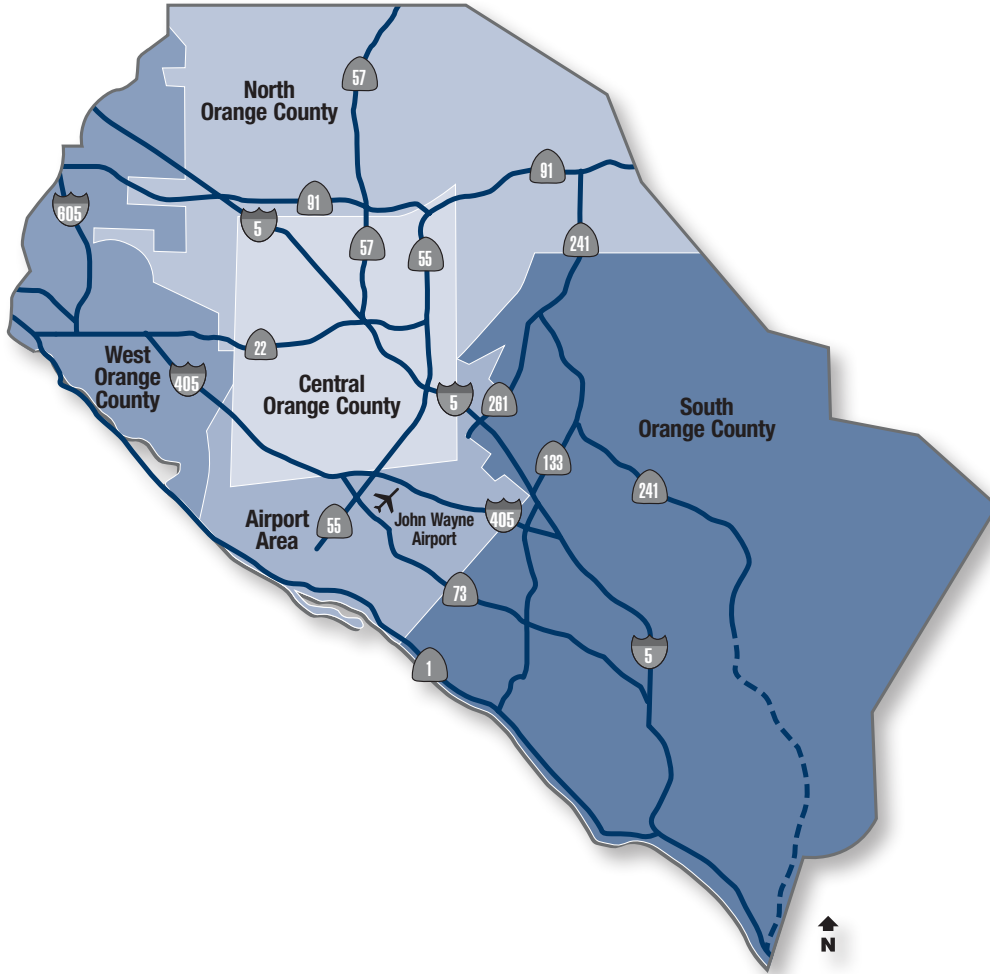 57
North
Orange County
91
91
605
5
57
55
241
22
West
Orange
County
405
Central
Orange County
5
261
South
Orange County
133
241
Airport
Area
55
John Wayne
Airport
405
73
5
1
N